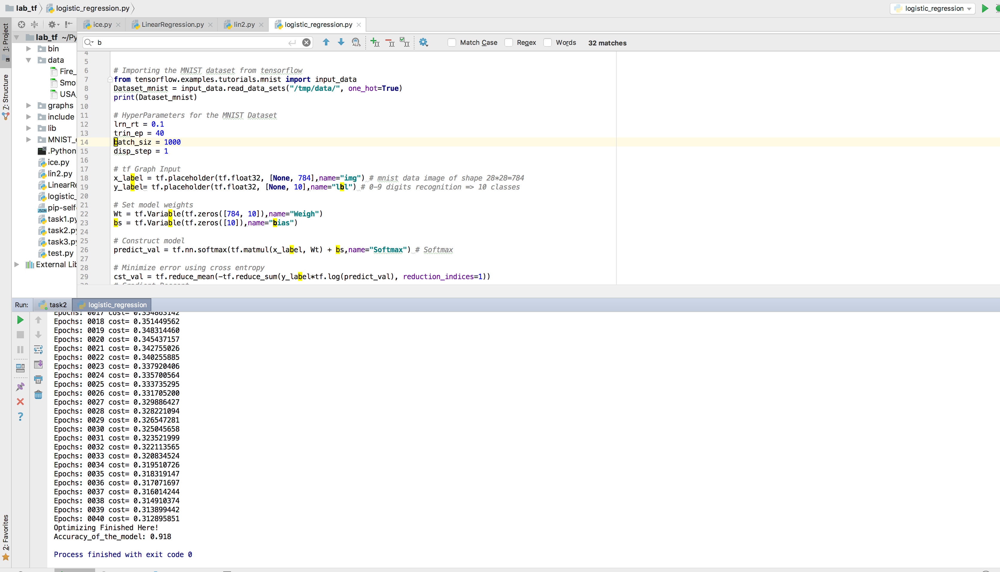 lab_tf
logistic_regression.py
logistic_regression
1: Project
7: Structure
2: Favorites
ice.py
LinearRegression.py
lin2.py
logistic_regression.py
lab_tf ~/Py
bin
data
Fire_
Smo
USA_
graphs
include
lib
MNIST_
.Python
ice.py
lin2.py
LinearRe
logistic_
pip-self
task1.py
task2.py
task3.py
test.py
External Lib
b
Match Case
Regex
Words
32 matches
4
5
6 # Importing the MNIST dataset from tensorflow
7 from tensorflow.examples.tutorials.mnist import input_data
8 Dataset_mnist = input_data.read_data_sets("/tmp/data/", one_hot=True)
9 print(Dataset_mnist)
10
11 # HyperParameters for the MNIST Dataset
12 lrn_rt = 0.1
13 trin_ep = 40
14 batch_siz = 1000
15 disp_step = 1
16
17 # tf Graph Input
18 x_label = tf.placeholder(tf.float32, [None, 784],name="img") # mnist data image of shape 28*28=784
19 y_label= tf.placeholder(tf.float32, [None, 10],name="lbl") # 0-9 digits recognition => 10 classes
20
21 # Set model weights
22 Wt = tf.Variable(tf.zeros([784, 10]),name="Weigh")
23 bs = tf.Variable(tf.zeros([10]),name="bias")
24
25 # Construct model
26 predict_val = tf.nn.softmax(tf.matmul(x_label, Wt) + bs,name="Softmax") # Softmax
27
28 # Minimize error using cross entropy
29 cst_val = tf.reduce_mean(-tf.reduce_sum(y_label*tf.log(predict_val), reduction_indices=1))
30 # Gradient Descent
Run:
task2
logistic_regression
Epochs: 0017 cost= 0.354863142
Epochs: 0018 cost= 0.351449562
Epochs: 0019 cost= 0.348314460
Epochs: 0020 cost= 0.345437157
Epochs: 0021 cost= 0.342755026
Epochs: 0022 cost= 0.340255885
Epochs: 0023 cost= 0.337920406
Epochs: 0024 cost= 0.335700564
Epochs: 0025 cost= 0.333735295
Epochs: 0026 cost= 0.331705200
Epochs: 0027 cost= 0.329886427
Epochs: 0028 cost= 0.328221094
Epochs: 0029 cost= 0.326547281
Epochs: 0030 cost= 0.325045658
Epochs: 0031 cost= 0.323521999
Epochs: 0032 cost= 0.322113565
Epochs: 0033 cost= 0.320834524
Epochs: 0034 cost= 0.319510726
Epochs: 0035 cost= 0.318319147
Epochs: 0036 cost= 0.317071697
Epochs: 0037 cost= 0.316014244
Epochs: 0038 cost= 0.314910374
Epochs: 0039 cost= 0.313899442
Epochs: 0040 cost= 0.312895851
Optimizing Finished Here!
Accuracy_of_the_model: 0.918
Process finished with exit code 0